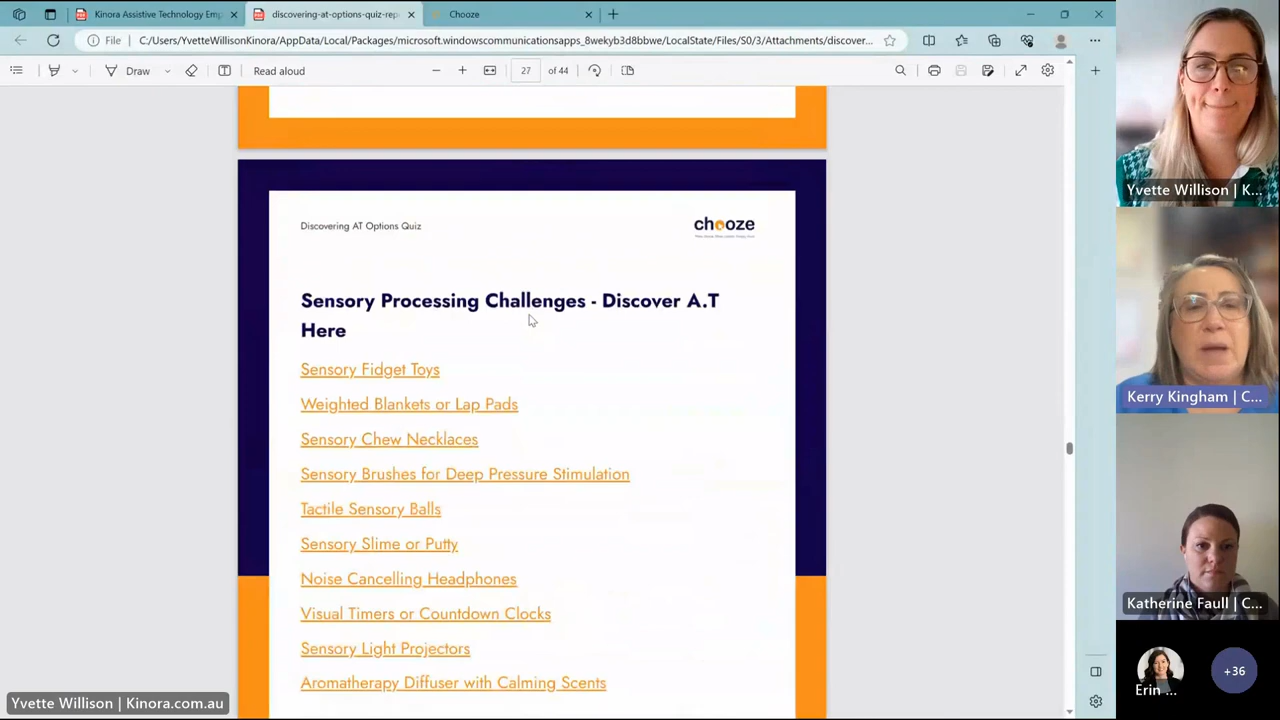 Kinora Assistive Technology Emp
discovering-at-options-quiz-rep
Chooze
File
C:/Users/YvetteWillisonKinora/AppData/Local/Packages/microsoft.windowscommunicationsapps_8wekyb3d8bbwe/LocalState/Files/S0/3/Attachments/discover...
Draw
Read aloud
27
of 44
Discovering AT Options Quiz
chooze
Sensory Processing Challenges - Discover A.T
Here
Sensory Fidget Toys
Weighted Blankets or Lap Pads
Sensory Chew Necklaces
Sensory Brushes for Deep Pressure Stimulation
Tactile Sensory Balls
Sensory Slime or Putty
Noise Cancelling Headphones
Visual Timers or Countdown Clocks
Sensory Light Projectors
Aromatherapy Diffuser with Calming Scents
Yvette Willison | Kinora.com.au
Yvette Willison | K...
Kerry Kingham | C...
Katherine Faull | C...
Erin ...
+36